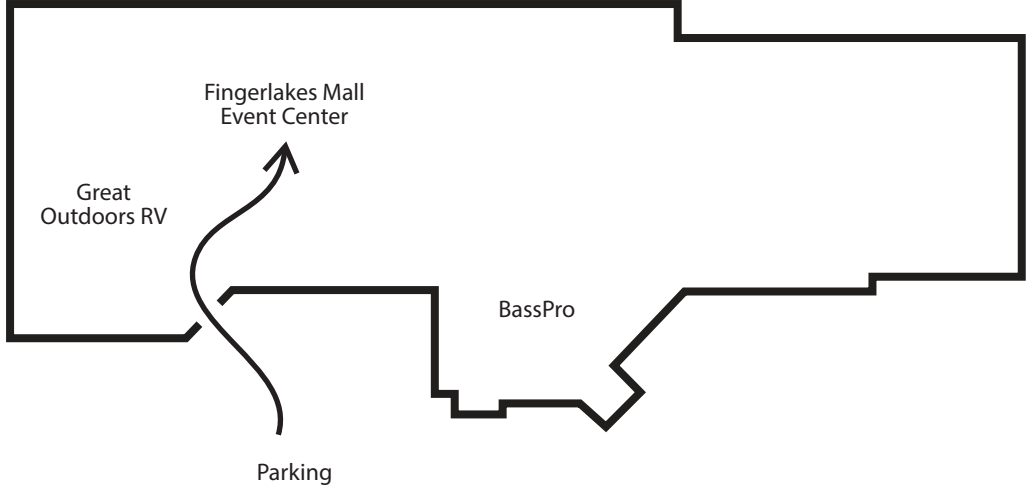 Fingerlakes Mall
Event Center
Great
Outdoors RV
BassPro
Parking